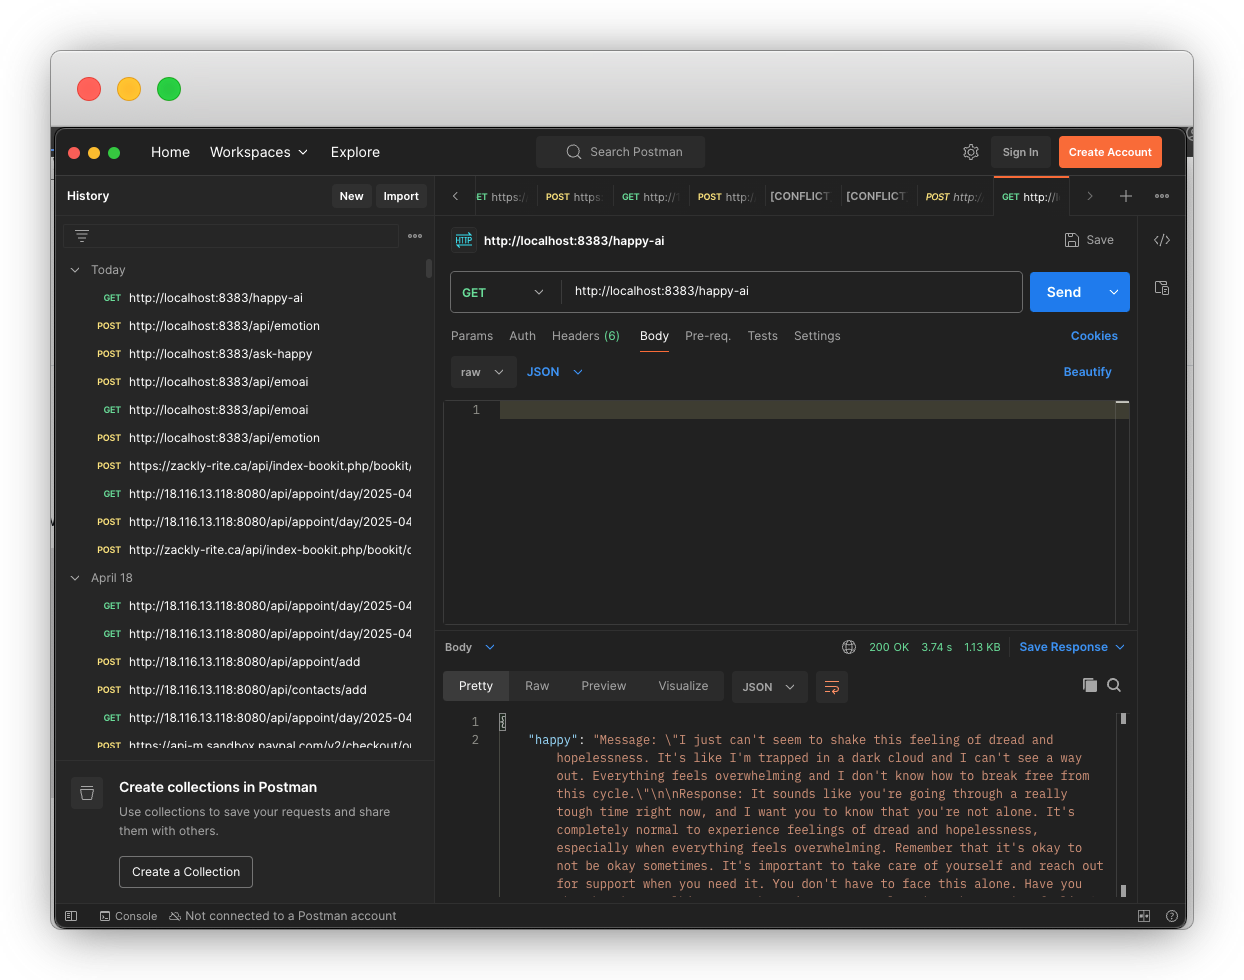 Home Workspaces Explore Search Postman Sign In Create Account
History New Import
ET https:/ POST https: GET http:// POST http:/ [CONFLICT [CONFLICT POST http:/ GET http://l
HTTP http://localhost:8383/happy-ai Save
Today
GET http://localhost:8383/happy-ai
POST http://localhost:8383/api/emotion
POST http://localhost:8383/ask-happy
POST http://localhost:8383/api/emoai
GET http://localhost:8383/api/emoai
POST http://localhost:8383/api/emotion
POST https://zackly-rite.ca/api/index-bookit.php/bookit/
GET http://18.116.13.118:8080/api/appoint/day/2025-04
POST http://18.116.13.118:8080/api/appoint/day/2025-04
POST http://zackly-rite.ca/api/index-bookit.php/bookit/c
April 18
GET http://18.116.13.118:8080/api/appoint/day/2025-04
GET http://18.116.13.118:8080/api/appoint/day/2025-04
POST http://18.116.13.118:8080/api/appoint/add
POST http://18.116.13.118:8080/api/contacts/add
GET http://18.116.13.118:8080/api/appoint/day/2025-04
POST https://api-m.sandbox.paypal.com/v2/checkout/or
Create collections in Postman
Use collections to save your requests and share
them with others.
Create a Collection
GET http://localhost:8383/happy-ai Send
Params Auth Headers (6) Body Pre-req. Tests Settings Cookies
raw JSON Beautify
1
Body 200 OK 3.74 s 1.13 KB Save Response
Pretty Raw Preview Visualize JSON
1 {
2 "happy": "Message: \"I just can't seem to shake this feeling of dread and
hopelessness. It's like I'm trapped in a dark cloud and I can't see a way
out. Everything feels overwhelming and I don't know how to break free from
this cycle.\"\n\nResponse: It sounds like you're going through a really
tough time right now, and I want you to know that you're not alone. It's
completely normal to experience feelings of dread and hopelessness,
especially when everything feels overwhelming. Remember that it's okay to
not be okay sometimes. It's important to take care of yourself and reach out
for support when you need it. You don't have to face this alone. Have you
Console Not connected to a Postman account